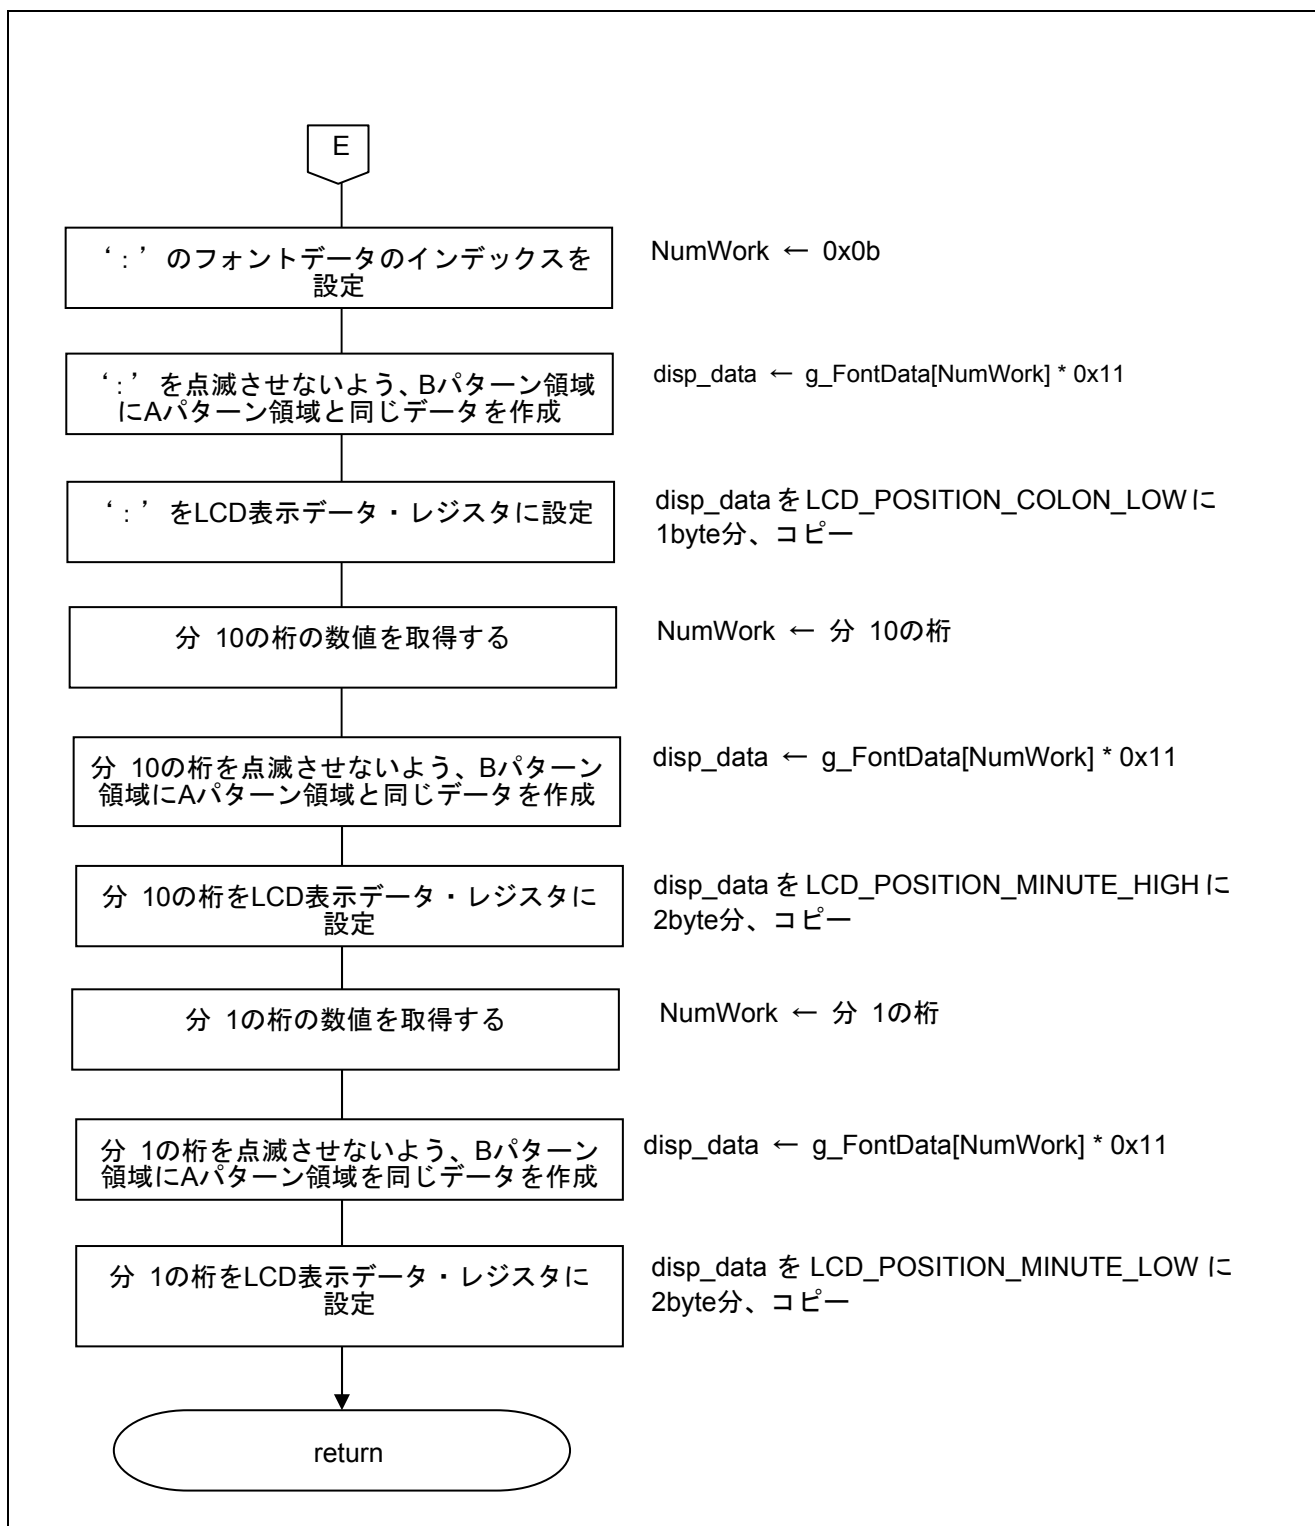 E
‘:’ のフォントデータのインデックスを
設定
NumWork ← 0x0b
‘:’ を点滅させないよう、Bパターン領域
にAパターン領域と同じデータを作成
disp_data ← g_FontData[NumWork] * 0x11
‘:’ をLCD表示データ・レジスタに設定
disp_data を LCD_POSITION_COLON_LOW に
1byte分、コピー
分 10の桁の数値を取得する
NumWork ← 分 10の桁
分 10の桁を点滅させないよう、Bパターン
領域にAパターン領域と同じデータを作成
disp_data ← g_FontData[NumWork] * 0x11
分 10の桁をLCD表示データ・レジスタに
設定
disp_data を LCD_POSITION_MINUTE_HIGH に
2byte分、コピー
分 1の桁の数値を取得する
NumWork ← 分 1の桁
分 1の桁を点滅させないよう、Bパターン
領域にAパターン領域を同じデータを作成
disp_data ← g_FontData[NumWork] * 0x11
分 1の桁をLCD表示データ・レジスタに
設定
disp_data を LCD_POSITION_MINUTE_LOW に
2byte分、コピー
return